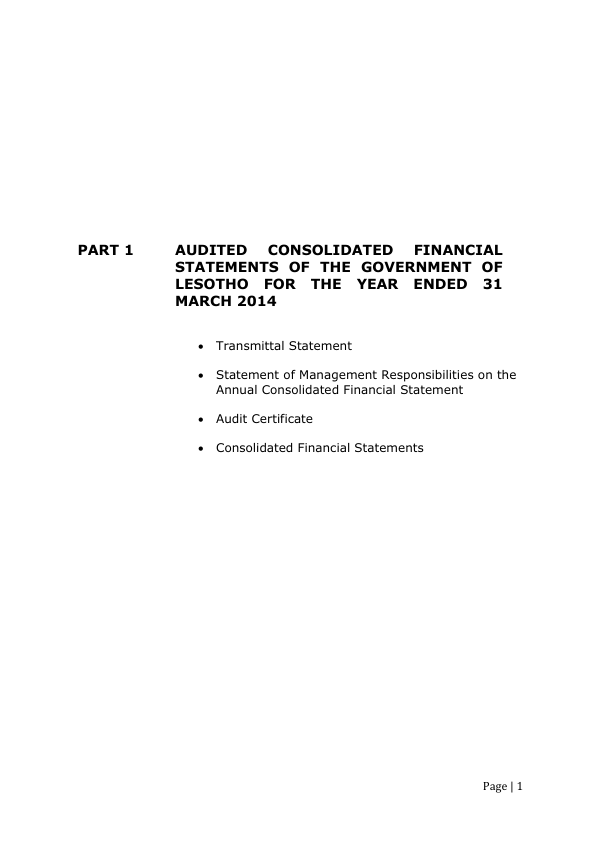 PART 1 AUDITED CONSOLIDATED FINANCIAL
STATEMENTS OF THE GOVERNMENT OF
LESOTHO FOR THE YEAR ENDED 31
MARCH 2014
• Transmittal Statement
• Statement of Management Responsibilities on the
Annual Consolidated Financial Statement
• Audit Certificate
• Consolidated Financial Statements
Page | 1